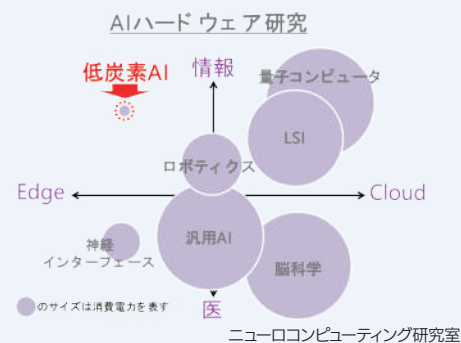 AIハードウェア研究
低炭素AI
情報
量子コンピュータ
LSI
ロボティクス
Edge
Cloud
神経
インターフェース
汎用AI
脳科学
医
のサイズは消費電力を表す
ニューロコンピューティング研究室